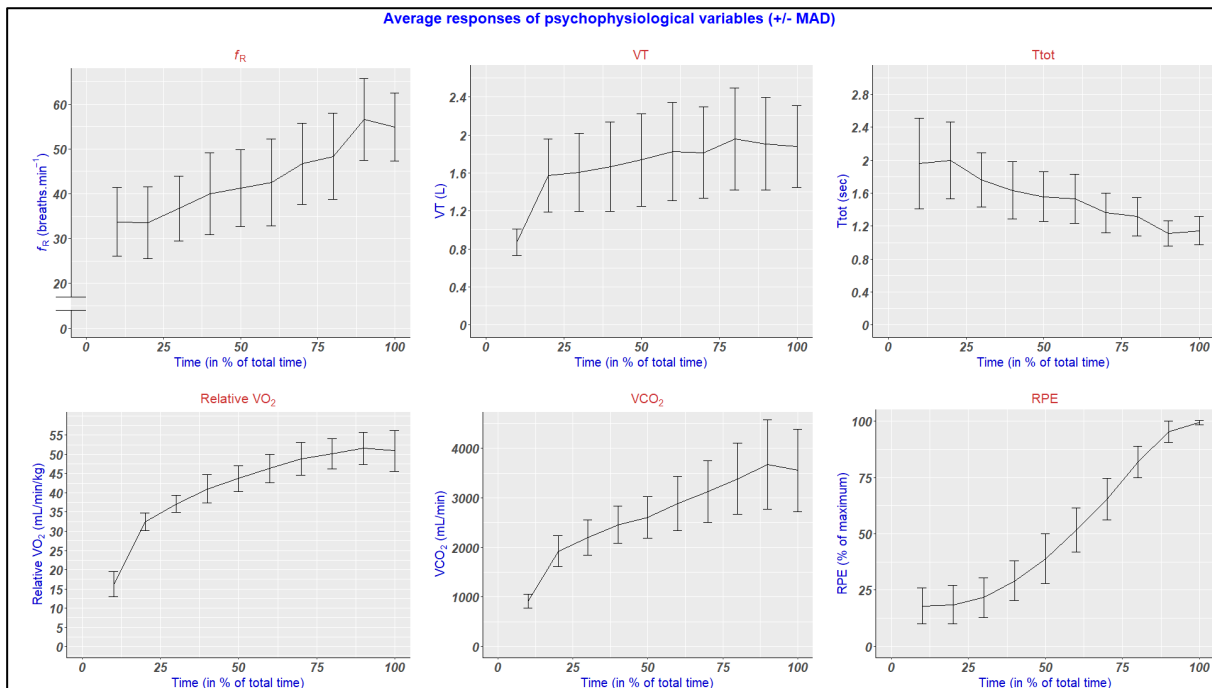 Average responses of psychophysiological variables (+/- MAD)
fR
fR (breaths.min⁻¹)
60
50
40
30
20
0
0 25 50 75 100
Time (in % of total time)
VT
VT (L)
2.4
2
1.6
1.2
0.8
0.4
0
0 25 50 75 100
Time (in % of total time)
Ttot
Ttot (sec)
2.8
2.4
2
1.6
1.2
0.8
0.4
0
0 25 50 75 100
Time (in % of total time)
Relative VO₂
Relative VO₂ (mL/min/kg)
55
50
45
40
35
30
25
20
15
10
5
0
0 25 50 75 100
Time (in % of total time)
VCO₂
VCO₂ (mL/min)
4000
3000
2000
1000
0
0 25 50 75 100
Time (in % of total time)
RPE
RPE (% of maximum)
100
75
50
25
0
0 25 50 75 100
Time (in % of total time)